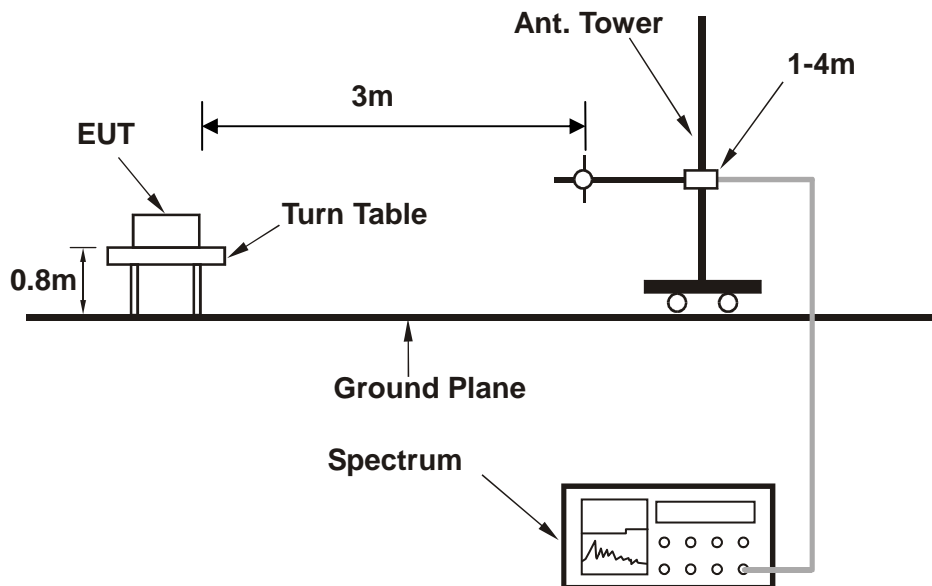 Ant. Tower
1-4m
3m
EUT
Turn Table
0.8m
Ground Plane
Spectrum